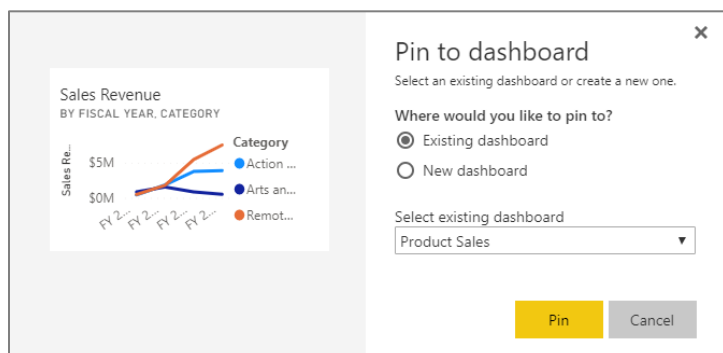 Sales Revenue
BY FISCAL YEAR, CATEGORY
Sales Re...
$5M
$0M
FY 2...
FY 2...
FY 2...
FY 2...
Category
Action ...
Arts an...
Remot...
Pin to dashboard
Select an existing dashboard or create a new one.
Where would you like to pin to?
Existing dashboard
New dashboard
Select existing dashboard
Product Sales
Pin
Cancel